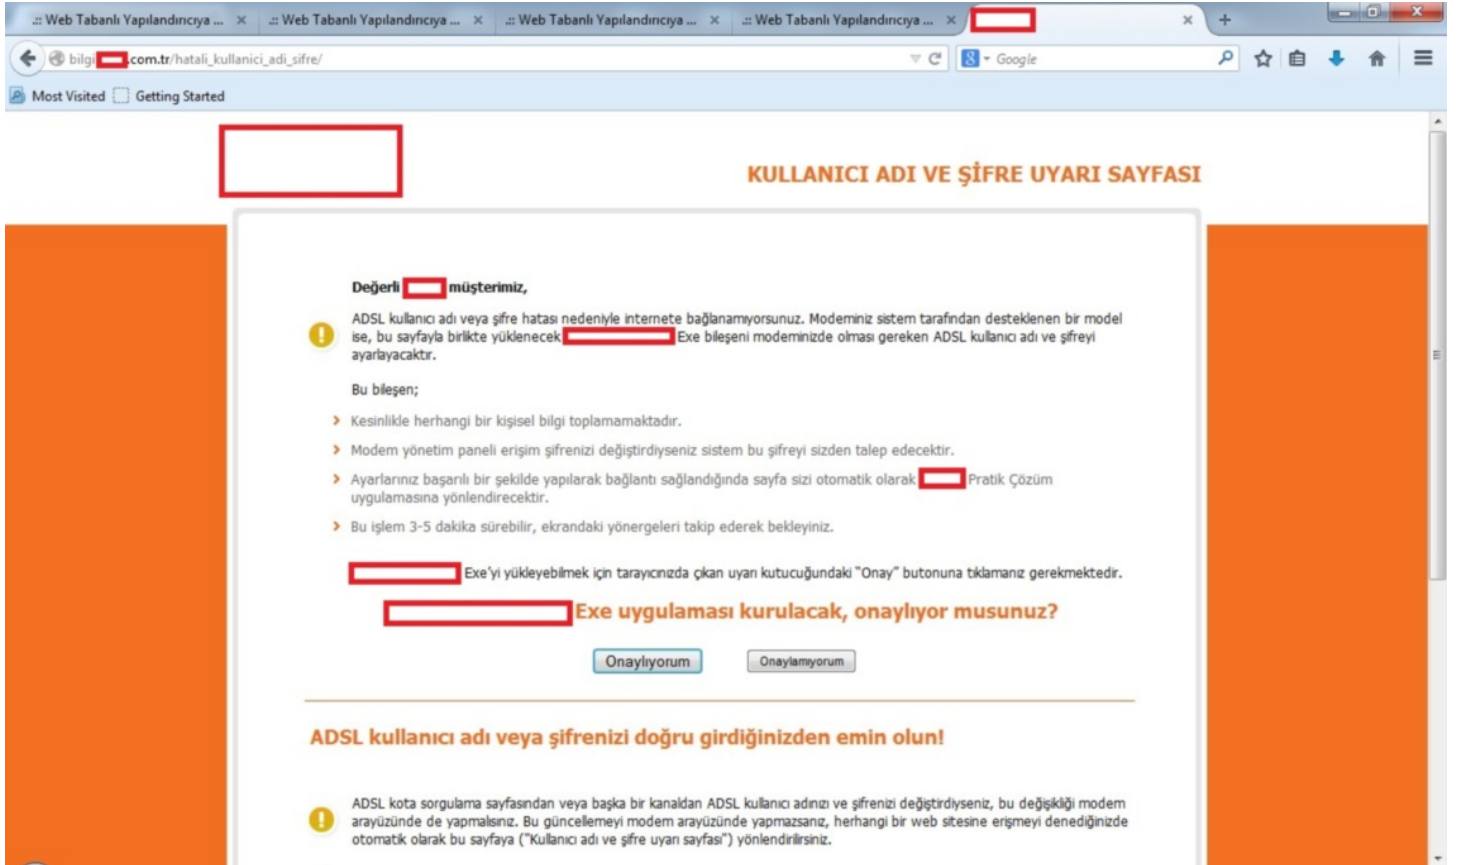 .:: Web Tabanlı Yapılandırıcıya ... × .:: Web Tabanlı Yapılandırıcıya ... × .:: Web Tabanlı Yapılandırıcıya ... × .:: Web Tabanlı Yapılandırıcıya ... × × +
bilgi .com.tr/hatali_kullanici_adi_sifre/ 8 Google
Most Visited Getting Started
KULLANICI ADI VE ŞİFRE UYARI SAYFASI
Değerli müşterimiz,
ADSL kullanıcı adı veya şifre hatası nedeniyle internete bağlanamıyorsunuz. Modeminiz sistem tarafından desteklenen bir model
ise, bu sayfayla birlikte yüklenecek Exe bileşeni modeminizde olması gereken ADSL kullanıcı adı ve şifreyi
ayarlayacaktır.
Bu bileşen;
Kesinlikle herhangi bir kişisel bilgi toplamamaktadır.
Modem yönetim paneli erişim şifrenizi değiştirdiyseniz sistem bu şifreyi sizden talep edecektir.
Ayarlarınız başarılı bir şekilde yapılarak bağlantı sağlandığında sayfa sizi otomatik olarak Pratik Çözüm
uygulamasına yönlendirecektir.
Bu işlem 3-5 dakika sürebilir, ekrandaki yönergeleri takip ederek bekleyiniz.
Exe'yi yükleyebilmek için tarayıcınızda çıkan uyarı kutucuğundaki "Onay" butonuna tıklamanız gerekmektedir.
Exe uygulaması kurulacak, onaylıyor musunuz?
Onaylıyorum Onaylamıyorum
ADSL kullanıcı adı veya şifrenizi doğru girdiğinizden emin olun!
ADSL kota sorgulama sayfasından veya başka bir kanaldan ADSL kullanıcı adınızı ve şifrenizi değiştirdiyseniz, bu değişikliği modem
arayüzünde de yapmalısınız. Bu güncellemeyi modem arayüzünde yapmazsanız, herhangi bir web sitesine erişmeyi denediğinizde
otomatik olarak bu sayfaya ("Kullanıcı adı ve şifre uyarı sayfası") yönlendirilirsiniz.